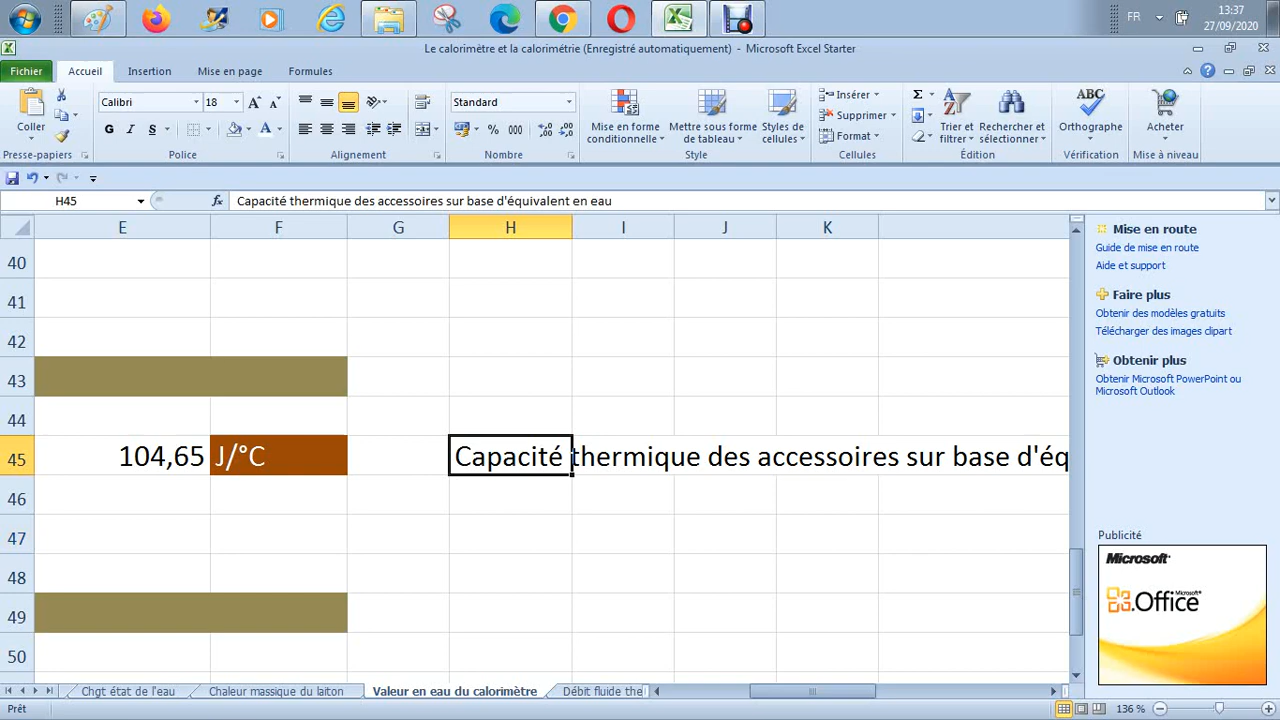 FR
13:37
27/09/2020
Le calorimètre et la calorimétrie (Enregistré automatiquement) - Microsoft Excel Starter
Fichier Accueil Insertion Mise en page Formules
Coller
Calibri 18
G I S
Standard
% 000
Mise en forme conditionnelle
Mettre sous forme de tableau
Styles de cellules
Insérer
Supprimer
Format
Σ
Trier et filtrer
Rechercher et sélectionner
ABC
Orthographe
Acheter
Presse-papiers Police Alignement Nombre Style Cellules Édition Vérification Mise à niveau
H45 fx Capacité thermique des accessoires sur base d'équivalent en eau
E F G H I J K
40
41
42
43
44
45 104,65 J/°C Capacité thermique des accessoires sur base d'éq
46
47
48
49
50
Mise en route
Guide de mise en route
Aide et support
Faire plus
Obtenir des modèles gratuits
Télécharger des images clipart
Obtenir plus
Obtenir Microsoft PowerPoint ou
Microsoft Outlook
Publicité
Microsoft
Microsoft
Office
Chgt état de l'eau Chaleur massique du laiton Valeur en eau du calorimètre Débit fluide the
Prêt 136 %